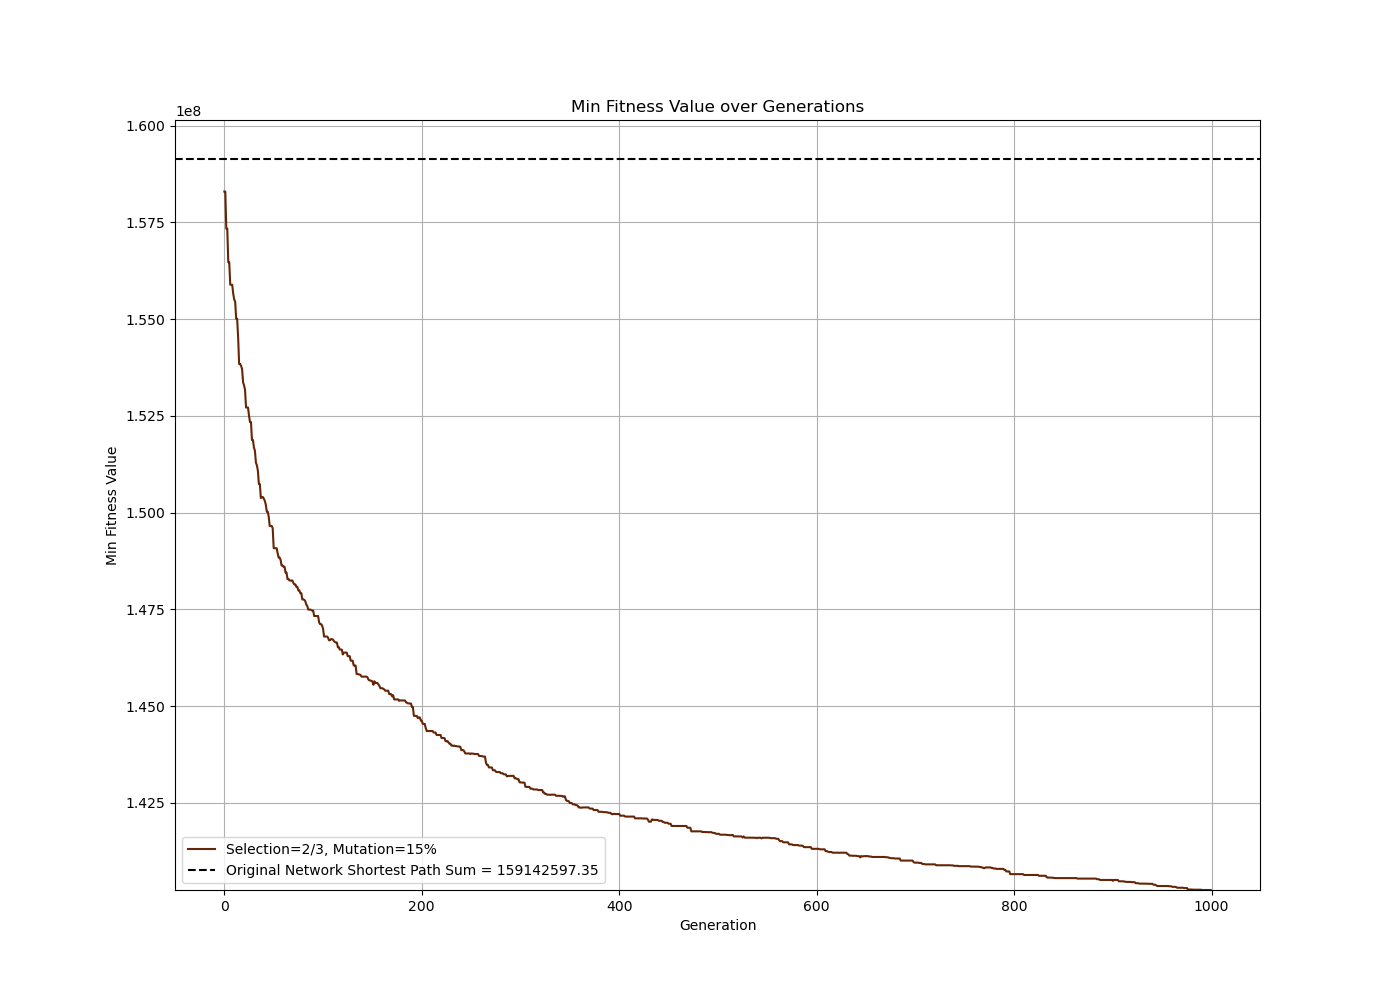 Min Fitness Value over Generations
1e8
1.600
1.575
1.550
1.525
1.500
1.475
1.450
1.425
Min Fitness Value
Selection=2/3, Mutation=15%
Original Network Shortest Path Sum = 159142597.35
0 200 400 600 800 1000
Generation